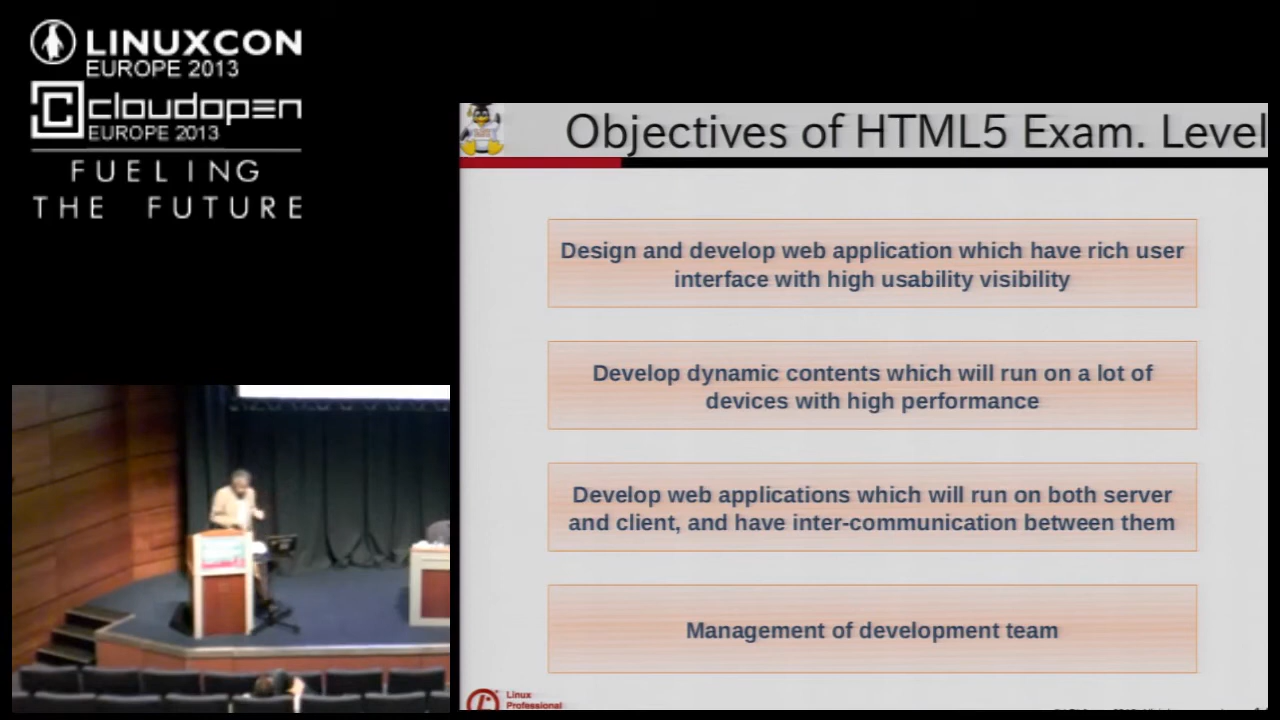 LINUXCON
EUROPE 2013
cloudopen
EUROPE 2013
FUELING
THE FUTURE
Objectives of HTML5 Exam. Level
Design and develop web application which have rich user
interface with high usability visibility
Develop dynamic contents which will run on a lot of
devices with high performance
Develop web applications which will run on both server
and client, and have inter-communication between them
Management of development team
Linux
Professional